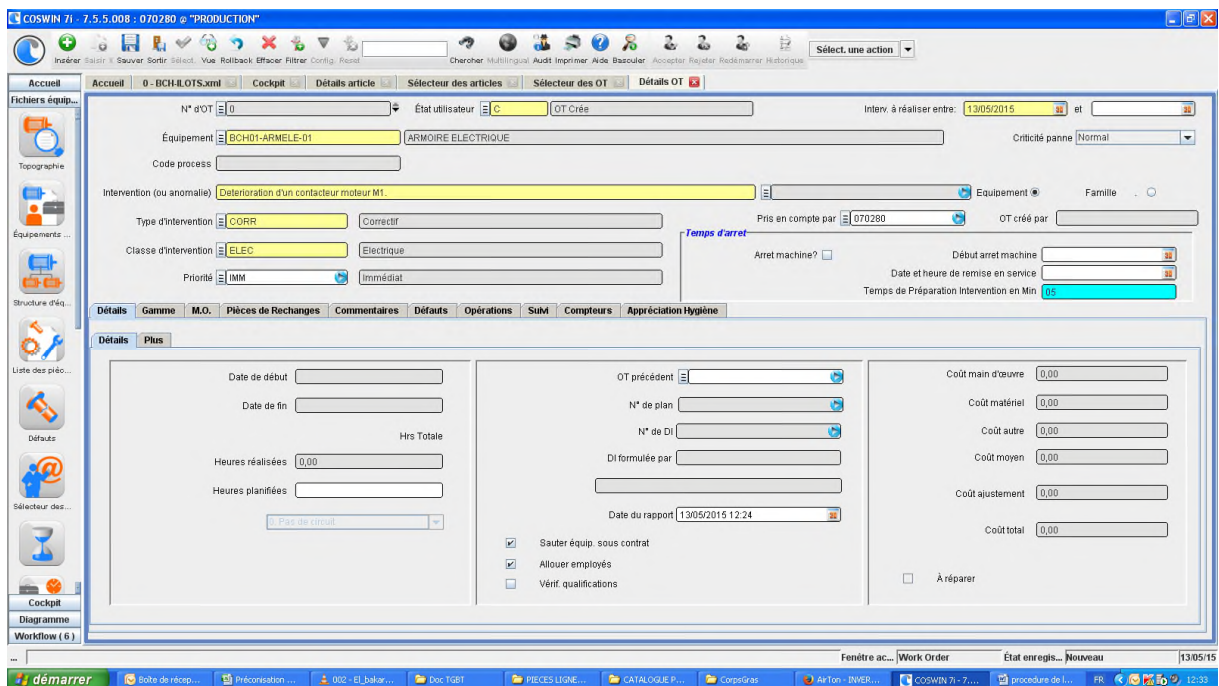 COSWIN 7i - 7.5.5.008 : 070280 @ "PRODUCTION"
Insérer Saisir Sauver Sortir Sélect. Vue Rollback Effacer Filtrer Config. Reset Chercher Multilingual Audit Imprimer Aide Basculer Accepter Rejeter Redémarrer Historique Sélect. une action
Accueil Accueil 0 - BCH-ILOTS.xml Cockpit Détails article Sélecteur des articles Sélecteur des OT Détails OT
Fichiers équip...
N° d'OT 0 État utilisateur C OT Crée Interv. à réaliser entre: 13/05/2015 et
Équipement BCH01-ARMELE-01 ARMOIRE ELECTRIQUE Criticité panne Normal
Code process
Topographie
Intervention (ou anomalie) Deterioration d'un contacteur moteur M1. Equipement Famille .
Type d'intervention CORR Correctif Pris en compte par 070280 OT créé par
Équipements ...
Temps d'arret
Classe d'intervention ELEC Electrique Arret machine? Début arret machine
Date et heure de remise en service
Priorité IMM Immédiat
Temps de Préparation Intervention en Min 05
Structure d'éq...
Détails Gamme M.O. Pièces de Rechanges Commentaires Défauts Opérations Suivi Compteurs Appréciation Hygiène
Détails Plus
Liste des piéc...
Date de début OT précédent Coût main d'œuvre 0,00
Date de fin N° de plan Coût matériel 0,00
Défauts
Hrs Totale N° de DI Coût autre 0,00
Heures réalisées 0,00 DI formulée par Coût moyen 0,00
Heures planifiées Coût ajustement 0,00
Sélecteur des...
0. Pas de circuit Date du rapport 13/05/2015 12:24 Coût total 0,00
Sauter équip. sous contrat
Allouer employés
Vérif. qualifications À réparer
Cockpit
Diagramme
Workflow ( 6 )
... Fenêtre ac... Work Order État enregis... Nouveau 13/05/15
démarrer Boîte de récep... Préconisation ... 002 - El_bakar... Doc TGBT PIECES LIGNE... CATALOGUE P... CorpsGras AirTon - INVER... COSWIN 7i - 7.... procedure de l... FR 12:33